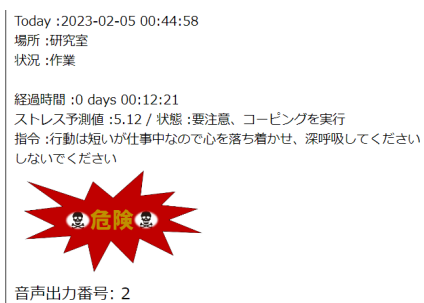 Today :2023-02-05 00:44:58
場所 :研究室
状況 :作業
経過時間 :0 days 00:12:21
ストレス予測値 :5.12 / 状態 :要注意、コーピングを実行
指令 :行動は短いが仕事中なので心を落ち着かせ、深呼吸してください
しないでください
危険
音声出力番号: 2